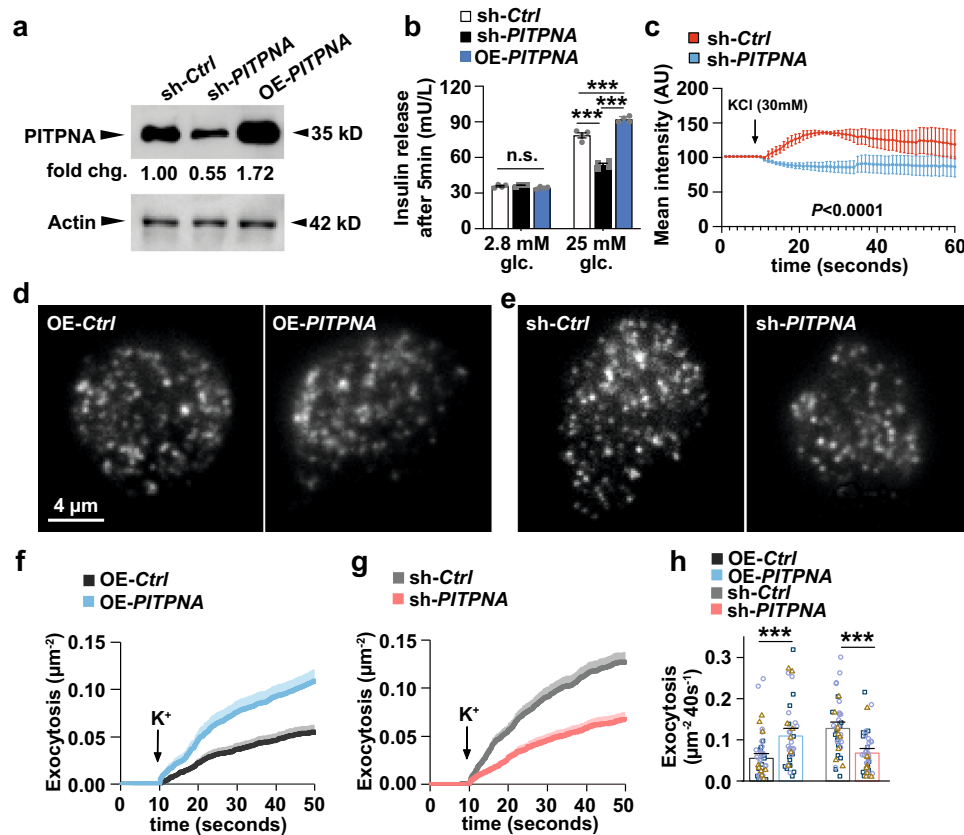 a
sh-Ctrl
sh-PITPNA
OE-PITPNA
PITPNA
35 kD
fold chg.
1.00 0.55 1.72
Actin
42 kD
b
sh-Ctrl
sh-PITPNA
OE-PITPNA
Insulin release
after 5min (mU/L)
120
90
60
30
0
n.s.
***
*** ***
2.8 mM
glc.
25 mM
glc.
c
sh-Ctrl
sh-PITPNA
Mean intensity (AU)
200
150
100
50
0
KCl (30mM)
P<0.0001
20 40 60
time (seconds)
d
OE-Ctrl
OE-PITPNA
4 µm
e
sh-Ctrl
sh-PITPNA
f
OE-Ctrl
OE-PITPNA
Exocytosis (µm-2)
0.15
0.10
0.05
0.00
K+
0 10 20 30 40 50
time (seconds)
g
sh-Ctrl
sh-PITPNA
Exocytosis (µm-2)
0.15
0.10
0.05
0.00
K+
0 10 20 30 40 50
time (seconds)
h
OE-Ctrl
OE-PITPNA
sh-Ctrl
sh-PITPNA
Exocytosis
(µm-2 40s-1)
0.3
0.2
0.1
0.0
*** ***